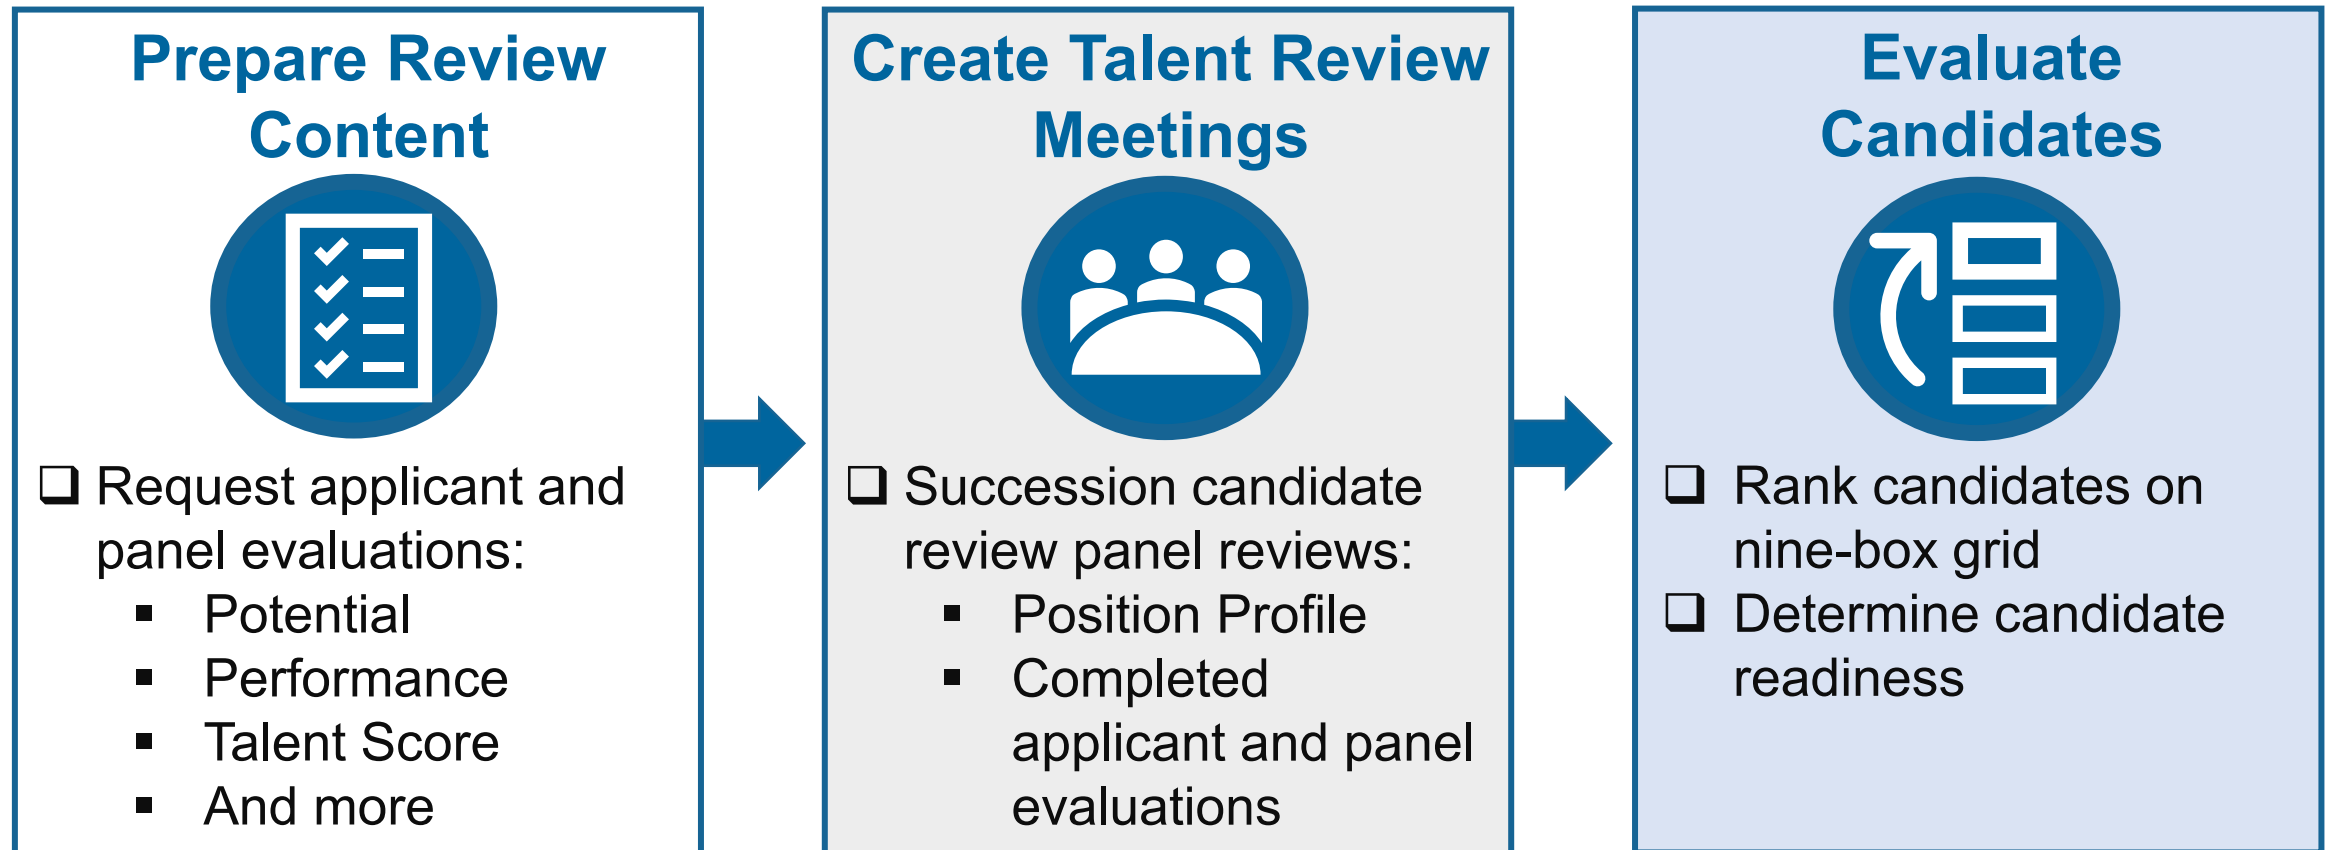 Prepare Review
Content
❑ Request applicant and
panel evaluations:
▪ Potential
▪ Performance
▪ Talent Score
▪ And more
Create Talent Review
Meetings
❑ Succession candidate
review panel reviews:
▪ Position Profile
▪ Completed
applicant and panel
evaluations
Evaluate
Candidates
❑ Rank candidates on
nine-box grid
❑ Determine candidate
readiness